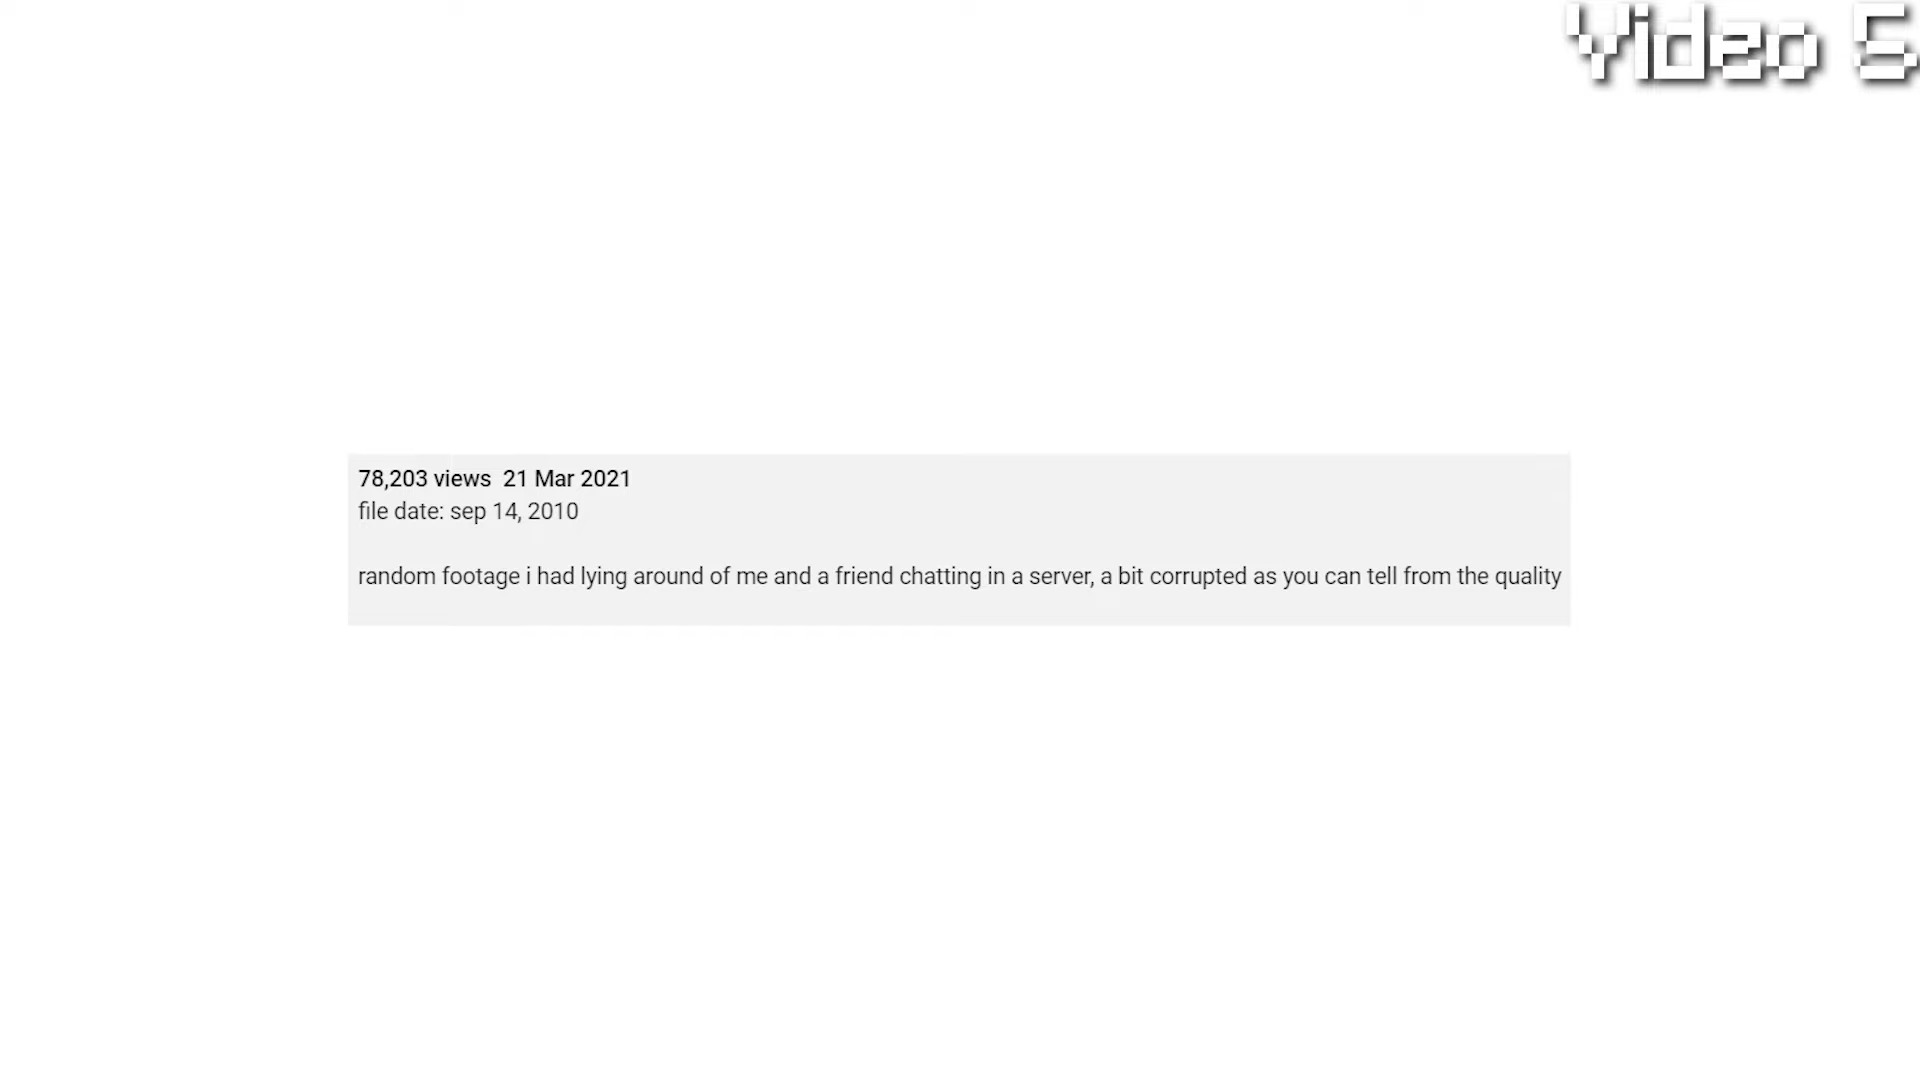 Video 5
78,203 views 21 Mar 2021
file date: sep 14, 2010
random footage i had lying around of me and a friend chatting in a server, a bit corrupted as you can tell from the quality